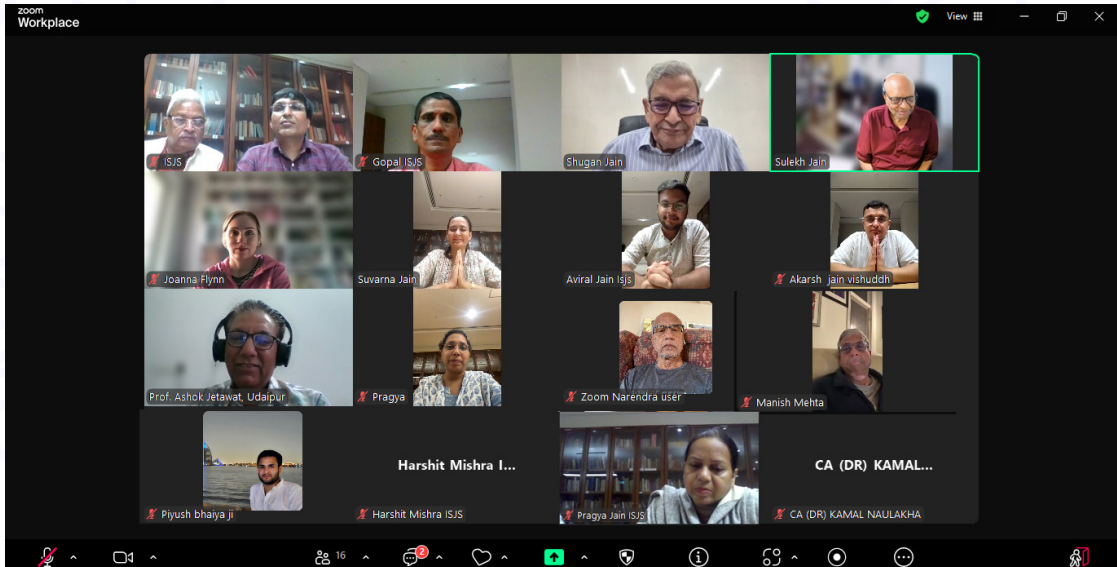 zoom
Workplace
View
ISJS
Gopal ISJS
Shugan Jain
Sulekh Jain
Joanna Flynn
Suvarna Jain
Aviral Jain Isjs
Akarsh jain vishuddh
Prof. Ashok Jetawat, Udaipur
Pragya
Zoom Narendra user
Manish Mehta
Harshit Mishra I...
CA (DR) KAMAL...
Piyush bhaiya ji
Harshit Mishra ISJS
Pragya Jain ISJS
CA (DR) KAMAL NAULAKHA
16
2